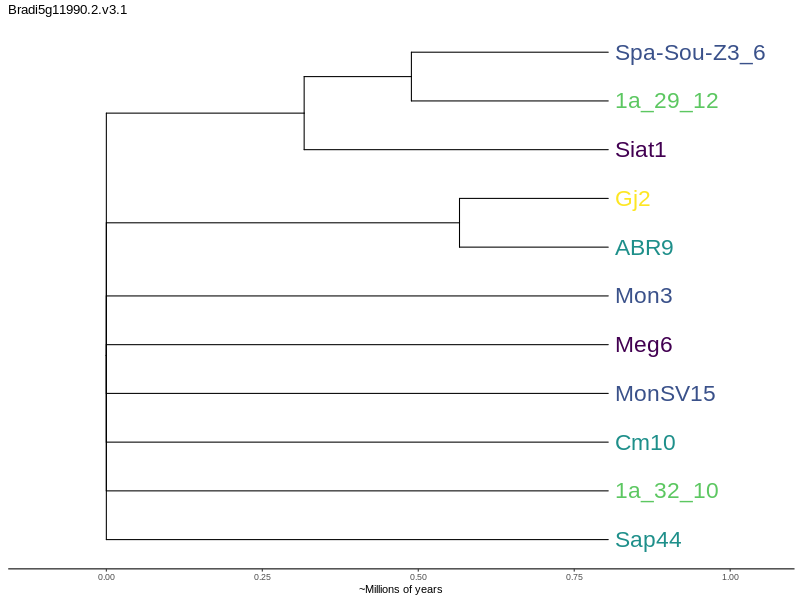 Bradi5g11990.2.v3.1
Spa-Sou-Z3_6
1a_29_12
Siat1
Gj2
ABR9
Mon3
Meg6
MonSV15
Cm10
1a_32_10
Sap44
0.00 0.25 0.50 0.75 1.00
~Millions of years